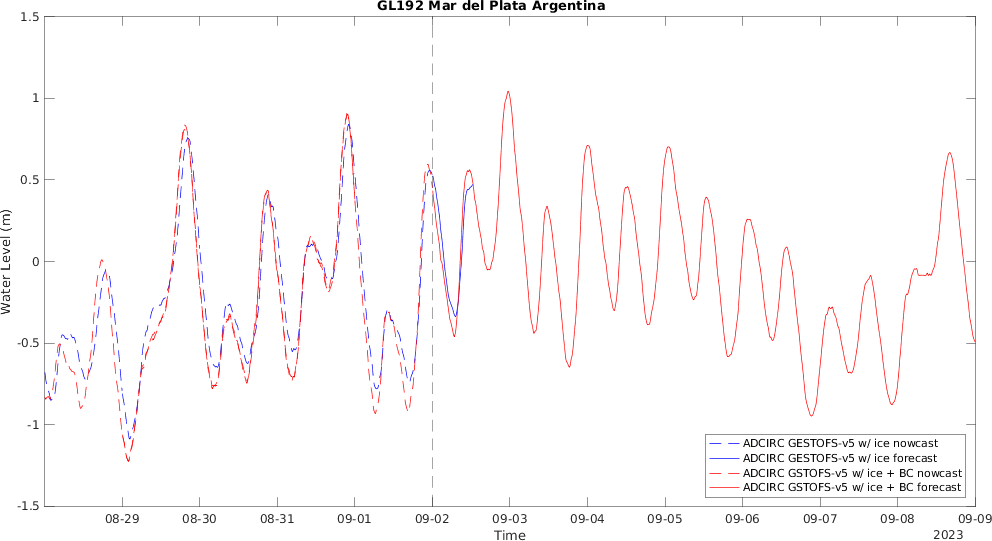 GL192 Mar del Plata Argentina
1.5
1
0.5
0
-0.5
-1
-1.5
Water Level (m)
08-29 08-30 08-31 09-01 09-02 09-03 09-04 09-05 09-06 09-07 09-08 09-09
Time
2023
ADCIRC GESTOFS-v5 w/ ice nowcast
ADCIRC GESTOFS-v5 w/ ice forecast
ADCIRC GSTOFS-v5 w/ ice + BC nowcast
ADCIRC GSTOFS-v5 w/ ice + BC forecast